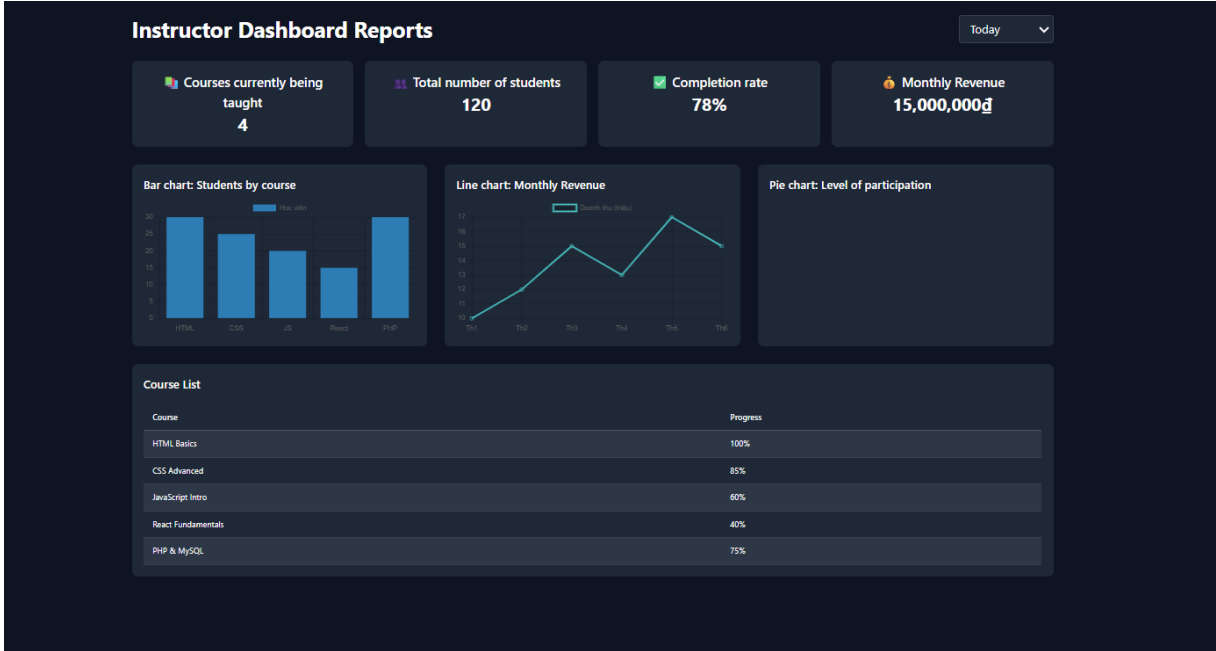 Instructor Dashboard Reports
Today
📚 Courses currently being
taught
4
👥 Total number of students
120
✅ Completion rate
78%
💰 Monthly Revenue
15,000,000₫
Bar chart: Students by course
Học viên
30
25
20
15
10
5
0
HTML CSS JS React PHP
Line chart: Monthly Revenue
Doanh thu (triệu)
17
16
15
14
13
12
11
10
Th1 Th2 Th3 Th4 Th5 Th6
Pie chart: Level of participation
Course List
Course Progress
HTML Basics 100%
CSS Advanced 85%
JavaScript Intro 60%
React Fundamentals 40%
PHP & MySQL 75%